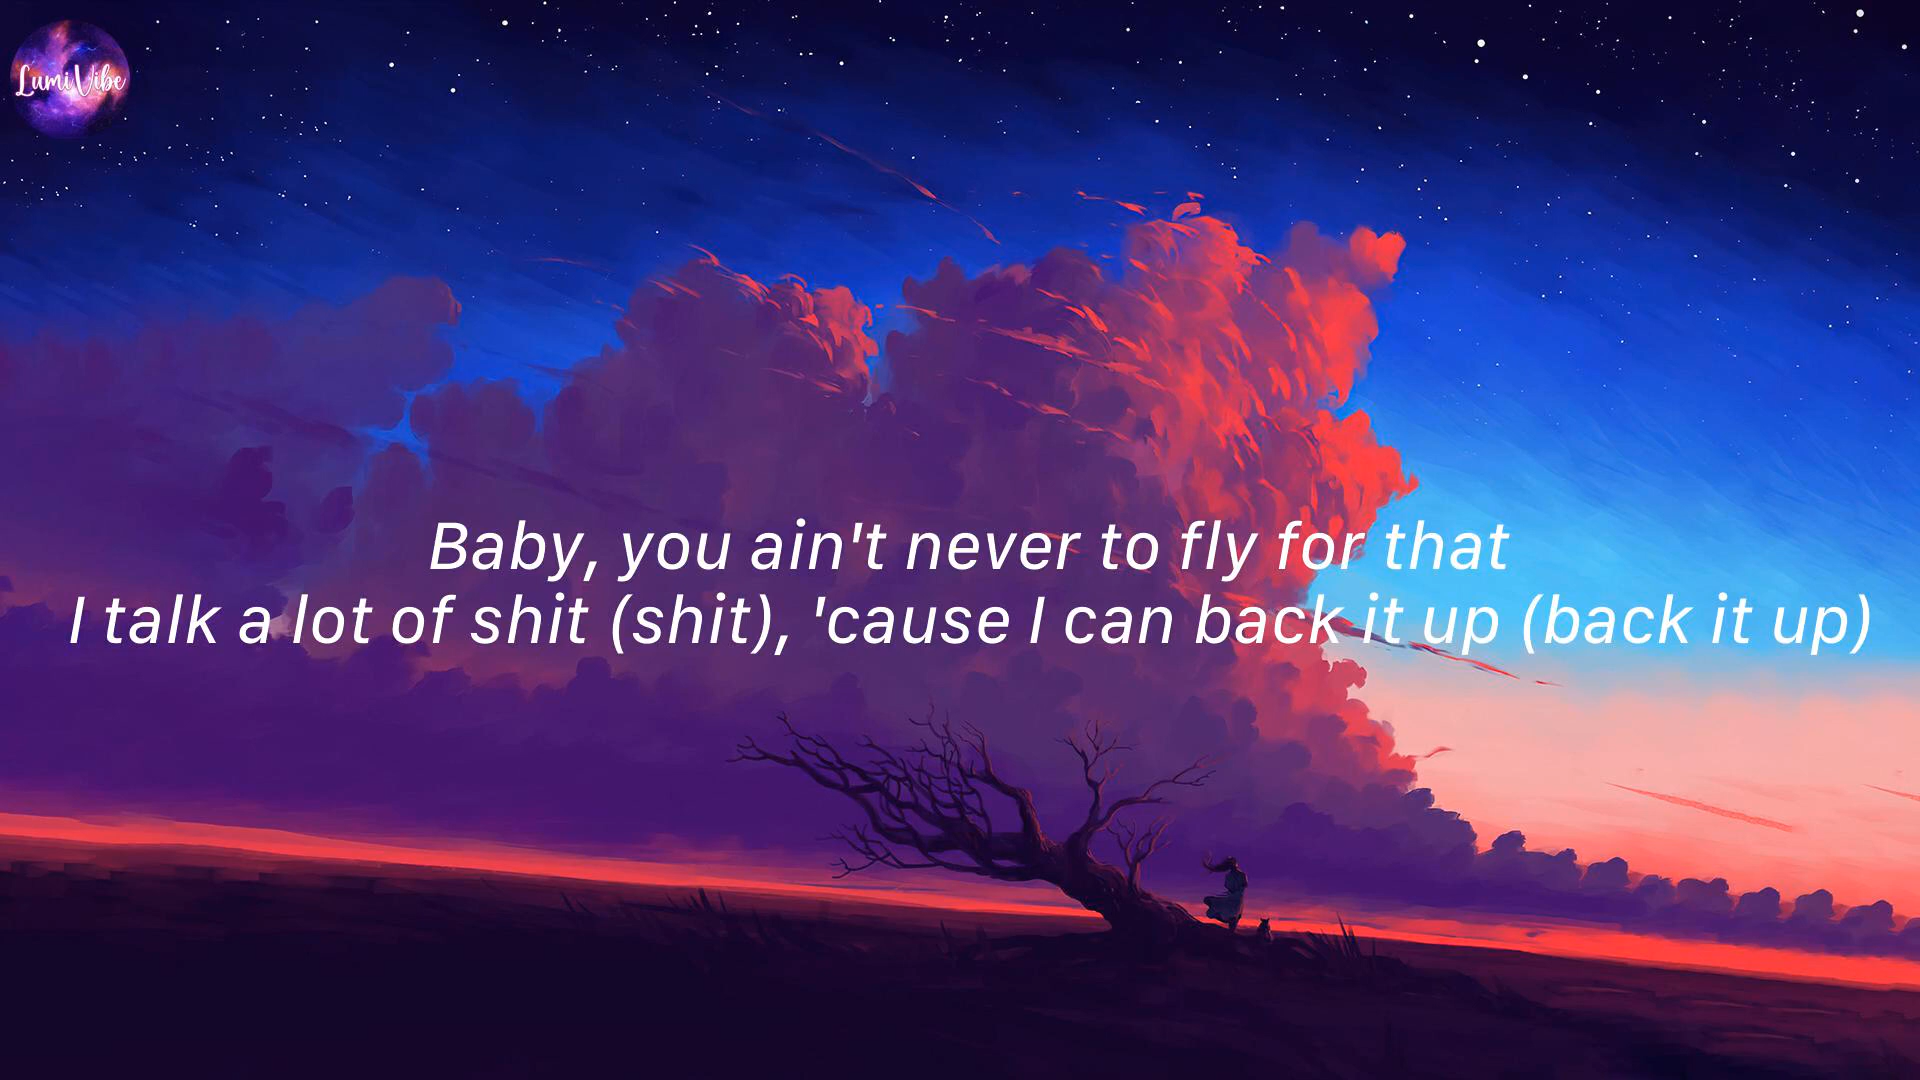 LumiVibe
Baby, you ain't never to fly for that
I talk a lot of shit (shit), 'cause I can back it up (back it up)